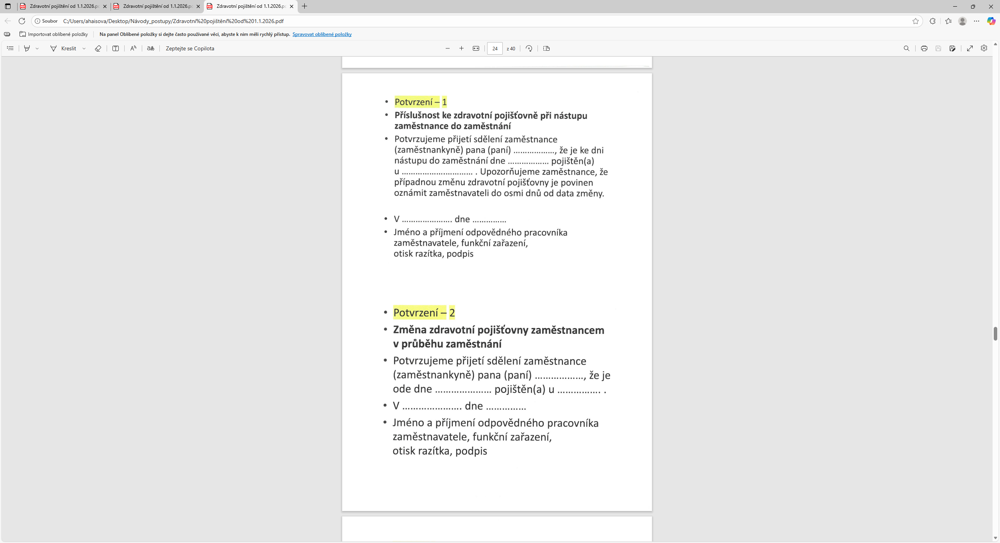 Zdravotní pojištění od 1.1.2026.p
Zdravotní pojištění od 1.1.2026.p
Zdravotní pojištění od 1.1.2026.p
Soubor C:/Users/ahaisova/Desktop/Návody_postupy/Zdravotní%20pojištění%20od%201.1.2026.pdf
Importovat oblíbené položky Na panel Oblíbené položky si dejte často používané věci, abyste k nim měli rychlý přístup. Spravovat oblíbené položky
Kreslit Zeptejte se Copilota 24 z 40
• Potvrzení – 1
• Příslušnost ke zdravotní pojišťovně při nástupu
zaměstnance do zaměstnání
• Potvrzujeme přijetí sdělení zaměstnance
(zaměstnankyně) pana (paní) ………………, že je ke dni
nástupu do zaměstnání dne ……………… pojištěn(a)
u ………………………… . Upozorňujeme zaměstnance, že
případnou změnu zdravotní pojišťovny je povinen
oznámit zaměstnavateli do osmi dnů od data změny.
• V …………………. dne ……………
• Jméno a příjmení odpovědného pracovníka
zaměstnavatele, funkční zařazení,
otisk razítka, podpis
• Potvrzení – 2
• Změna zdravotní pojišťovny zaměstnancem
v průběhu zaměstnání
• Potvrzujeme přijetí sdělení zaměstnance
(zaměstnankyně) pana (paní) ………………, že je
ode dne ………………… pojištěn(a) u ……………. .
• V …………………. dne ……………
• Jméno a příjmení odpovědného pracovníka
zaměstnavatele, funkční zařazení,
otisk razítka, podpis